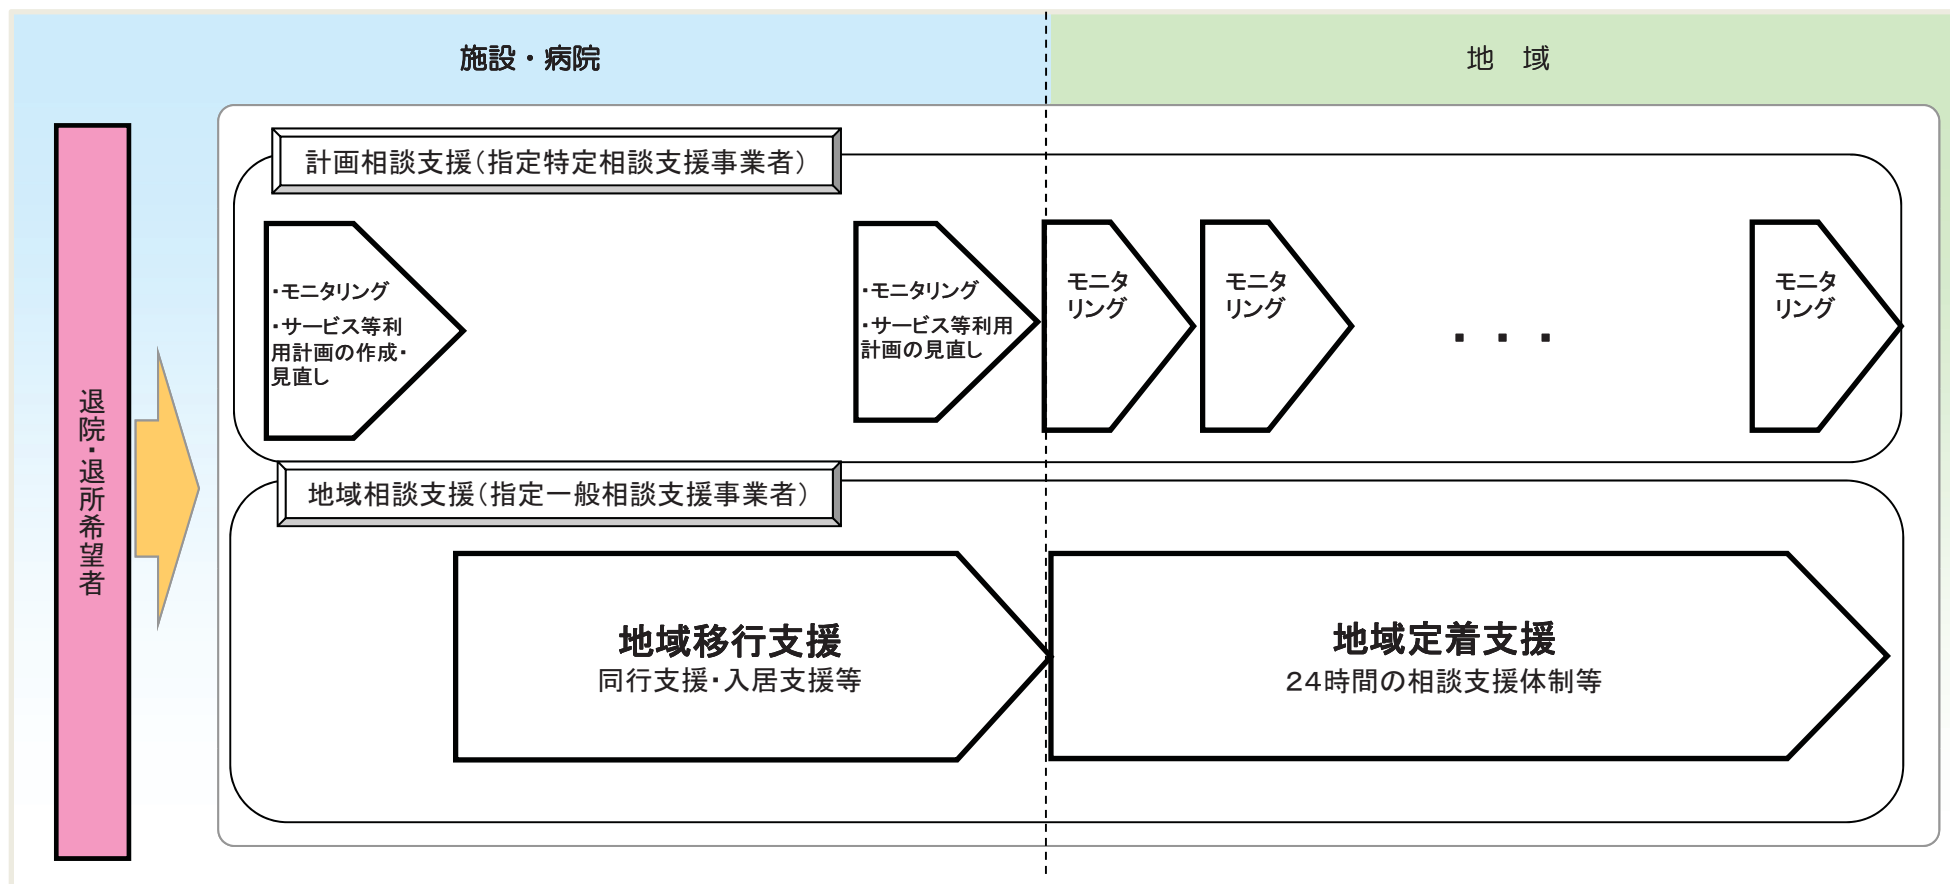 施設・病院
地　域
退院・退所希望者
計画相談支援（指定特定相談支援事業者）
・モニタリング
・サービス等利
用計画の作成・
見直し
・モニタリング
・サービス等利用
計画の見直し
モニタ
リング
モニタ
リング
・・・
モニタ
リング
地域相談支援（指定一般相談支援事業者）
地域移行支援
同行支援・入居支援等
地域定着支援
24時間の相談支援体制等